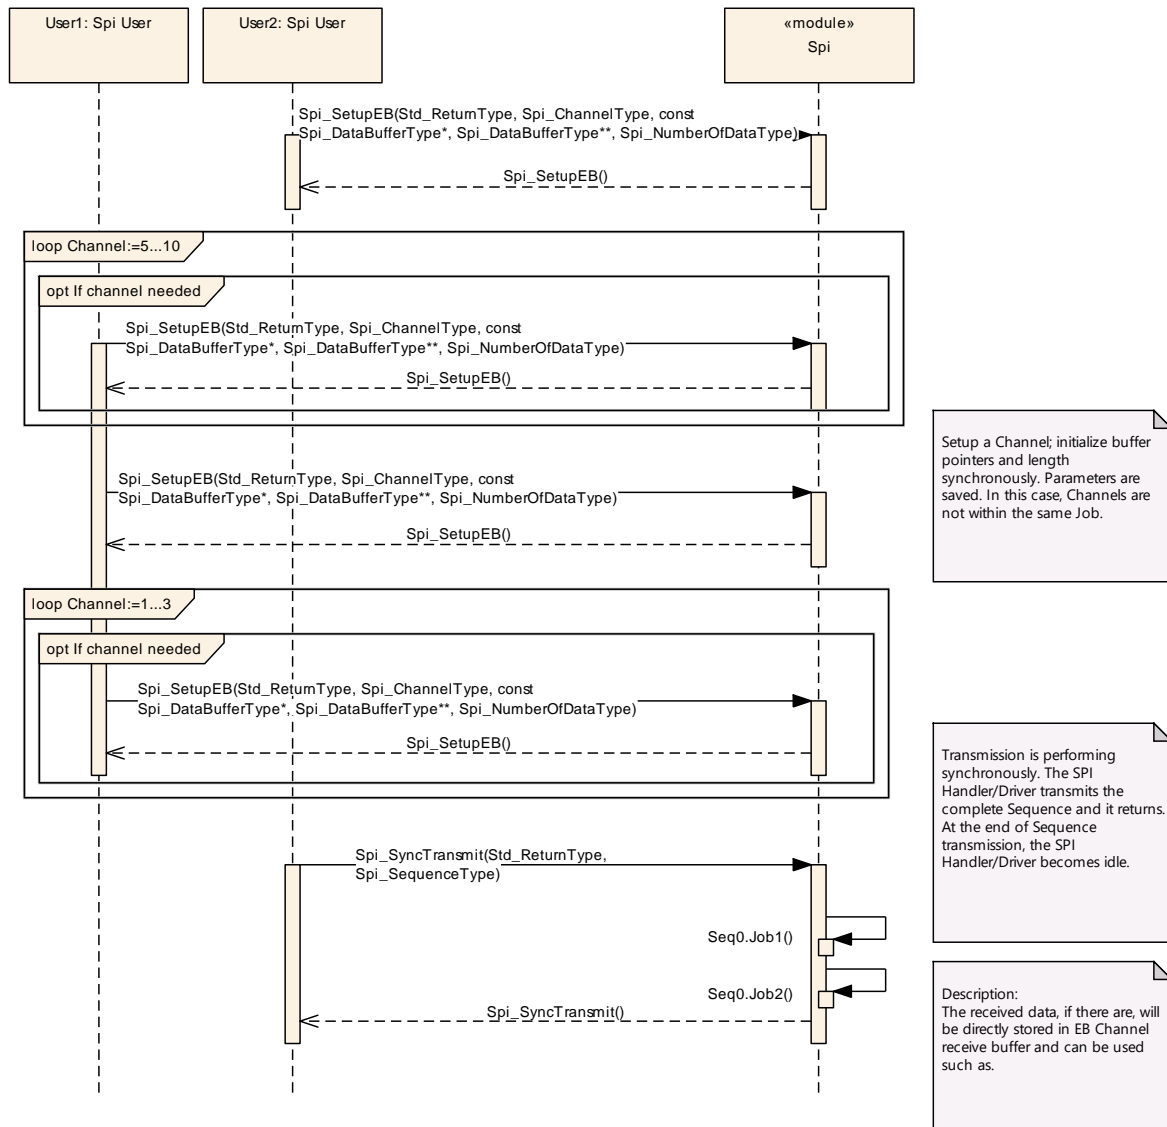 User1: Spi User
User2: Spi User
«module»
Spi
Spi_SetupEB(Std_ReturnType, Spi_ChannelType, const
Spi_DataBufferType*, Spi_DataBufferType**, Spi_NumberOfDataType)
Spi_SetupEB()
loop Channel:=5...10
opt If channel needed
Spi_SetupEB(Std_ReturnType, Spi_ChannelType, const
Spi_DataBufferType*, Spi_DataBufferType**, Spi_NumberOfDataType)
Spi_SetupEB()
Setup a Channel; initialize buffer
pointers and length
synchronously. Parameters are
saved. In this case, Channels are
not within the same Job.
Spi_SetupEB(Std_ReturnType, Spi_ChannelType, const
Spi_DataBufferType*, Spi_DataBufferType**, Spi_NumberOfDataType)
Spi_SetupEB()
loop Channel:=1...3
opt If channel needed
Spi_SetupEB(Std_ReturnType, Spi_ChannelType, const
Spi_DataBufferType*, Spi_DataBufferType**, Spi_NumberOfDataType)
Spi_SetupEB()
Transmission is performing
synchronously. The SPI
Handler/Driver transmits the
complete Sequence and it returns.
At the end of Sequence
transmission, the SPI
Handler/Driver becomes idle.
Spi_SyncTransmit(Std_ReturnType,
Spi_SequenceType)
Seq0.Job1()
Seq0.Job2()
Spi_SyncTransmit()
Description:
The received data, if there are, will
be directly stored in EB Channel
receive buffer and can be used
such as.